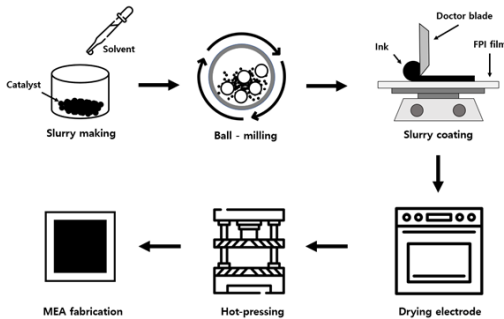 Solvent
Catalyst
Slurry making
Ball - milling
Doctor blade
Ink
FPI film
Slurry coating
MEA fabrication
Hot-pressing
Drying electrode